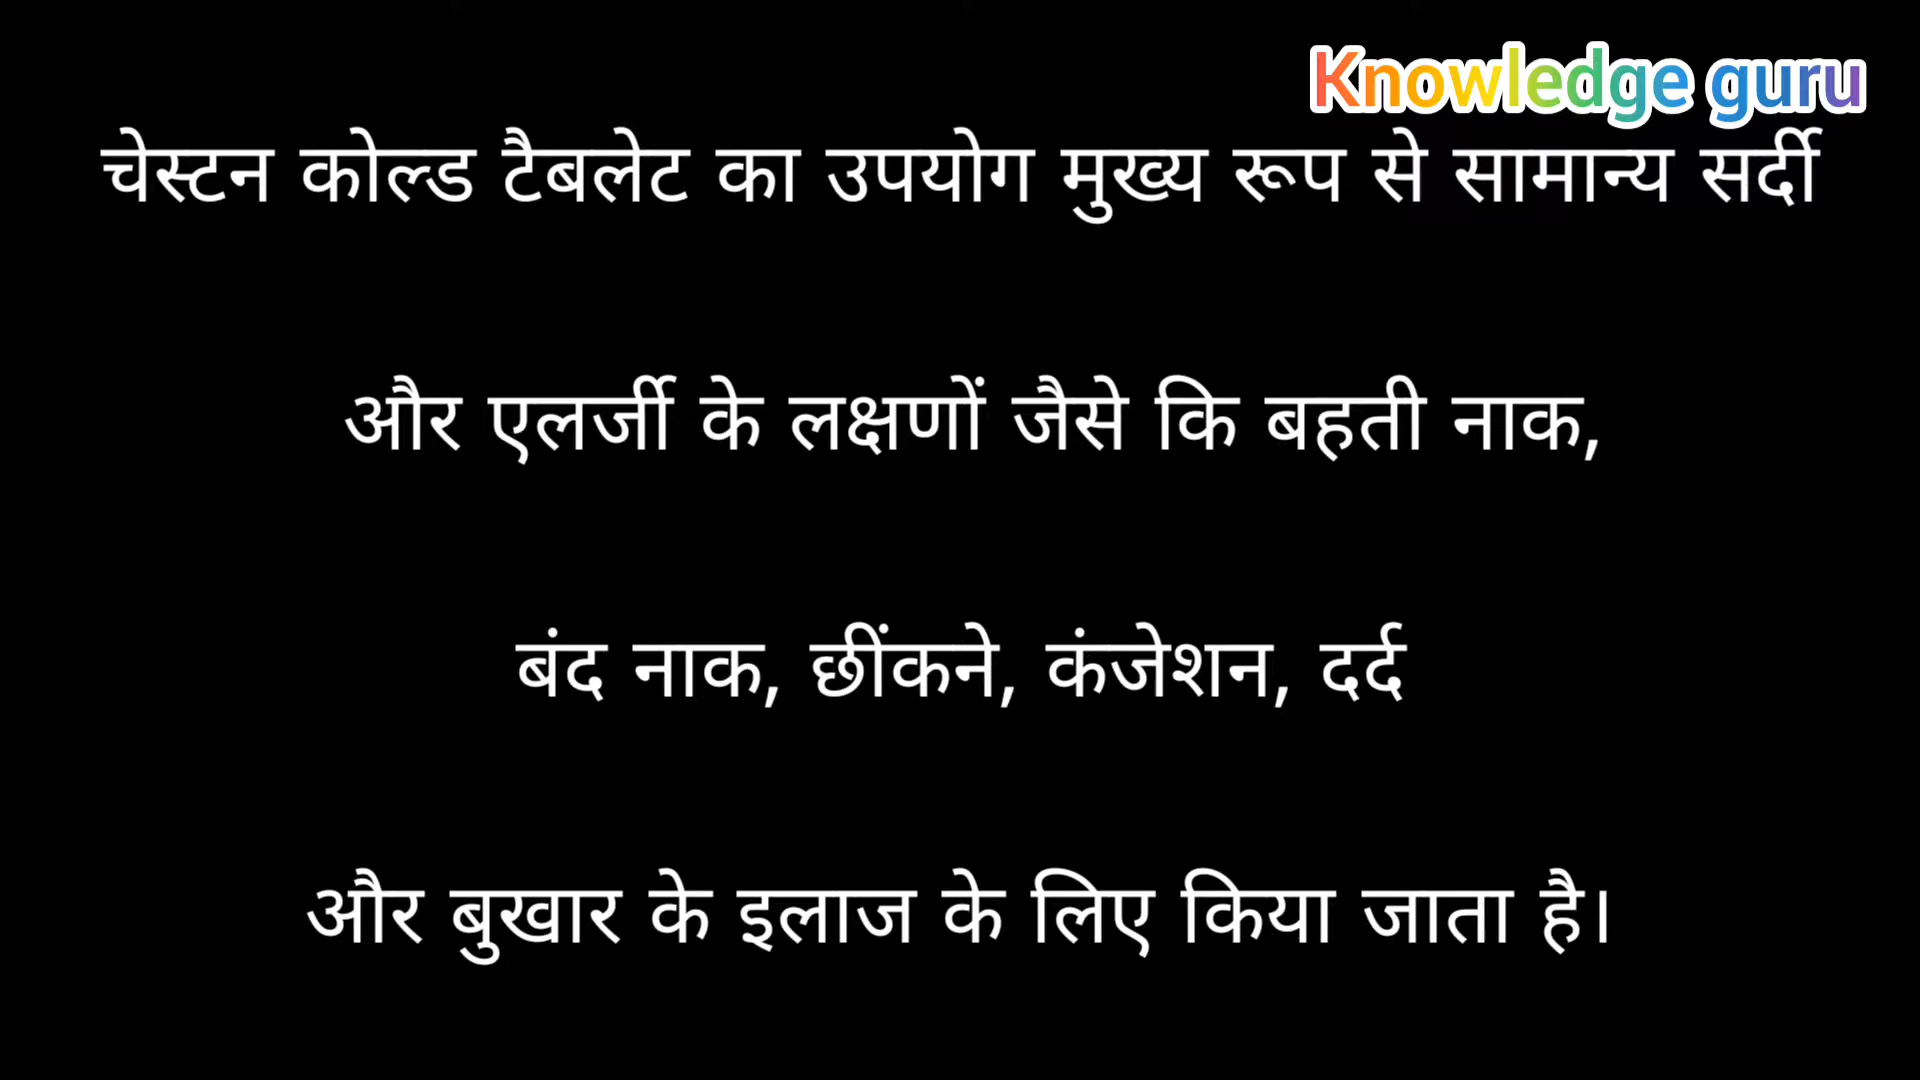 Knowledge guru
चेस्टन कोल्ड टैबलेट का उपयोग मुख्य रूप से सामान्य सर्दी
और एलर्जी के लक्षणों जैसे कि बहती नाक,
बंद नाक, छींकने, कंजेशन, दर्द
और बुखार के इलाज के लिए किया जाता है।